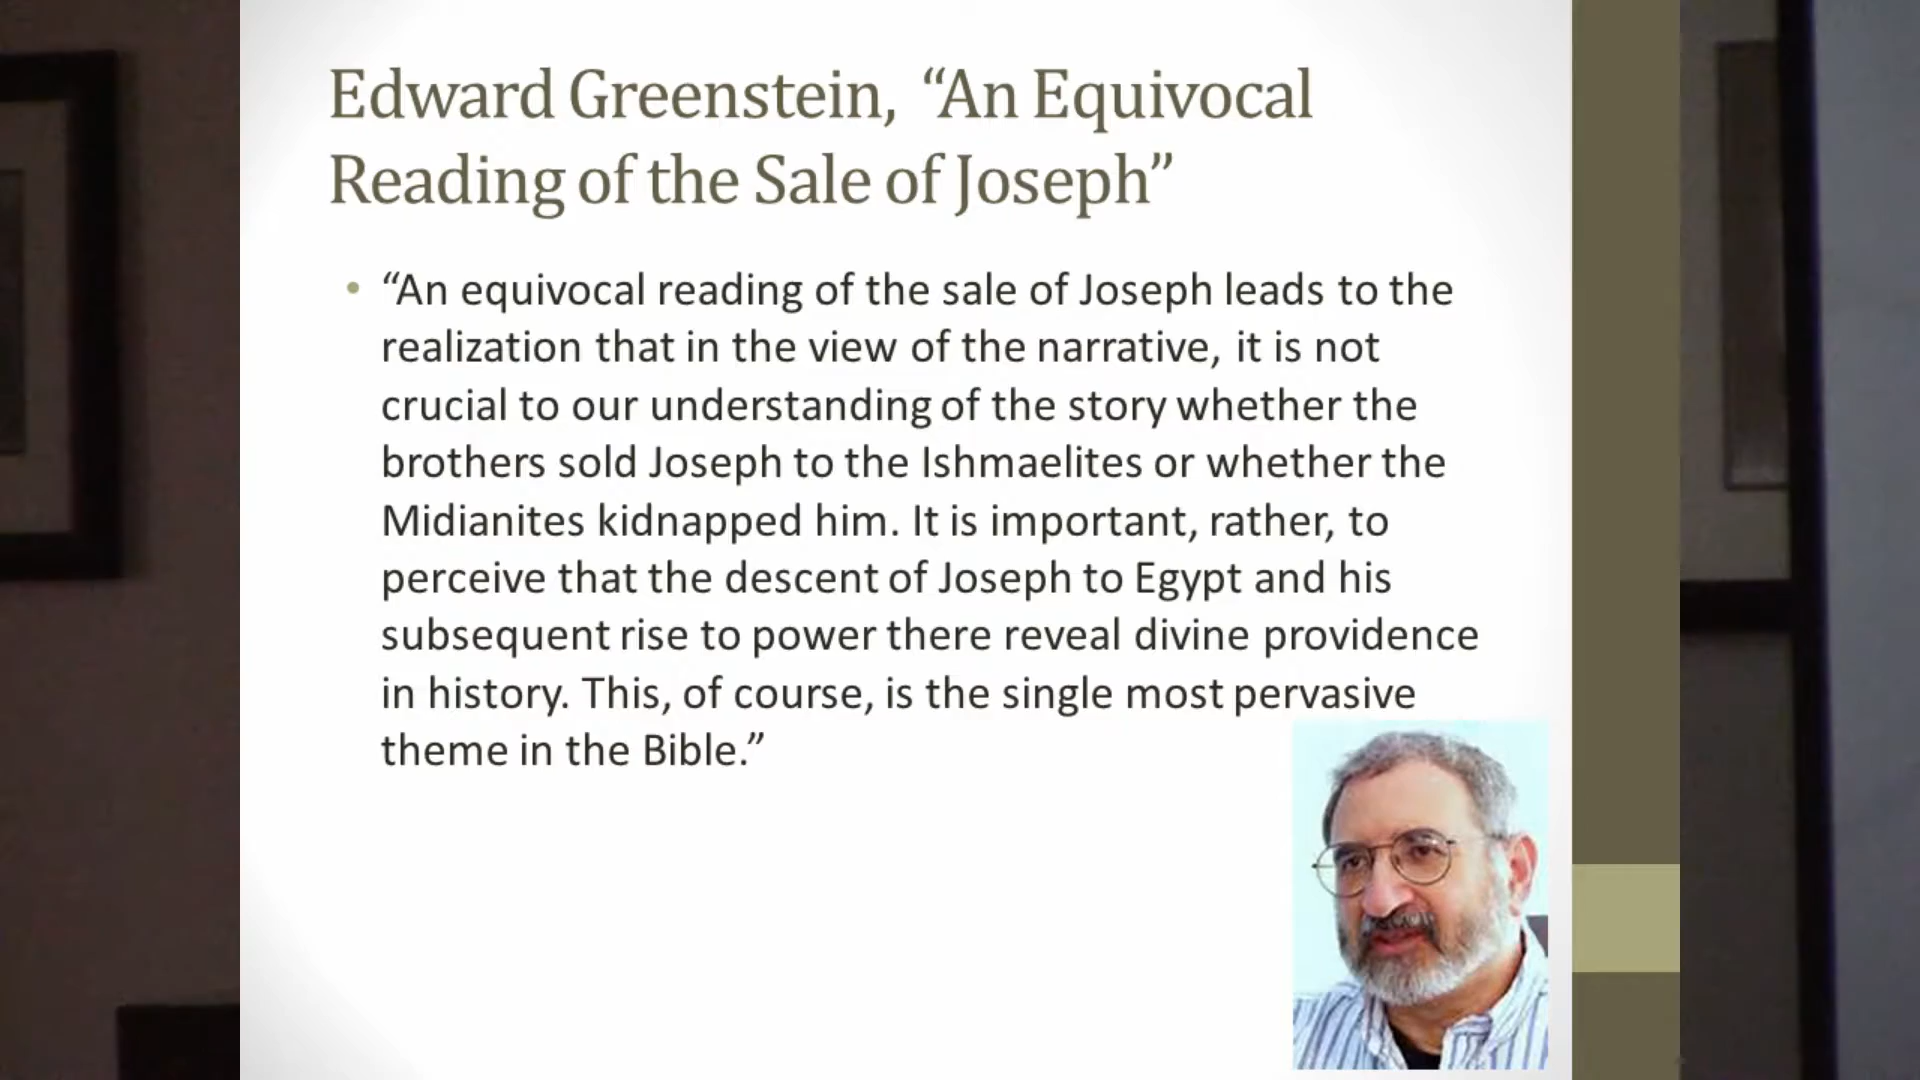 Edward Greenstein, “An Equivocal
Reading of the Sale of Joseph”
• “An equivocal reading of the sale of Joseph leads to the
realization that in the view of the narrative, it is not
crucial to our understanding of the story whether the
brothers sold Joseph to the Ishmaelites or whether the
Midianites kidnapped him. It is important, rather, to
perceive that the descent of Joseph to Egypt and his
subsequent rise to power there reveal divine providence
in history. This, of course, is the single most pervasive
theme in the Bible.”